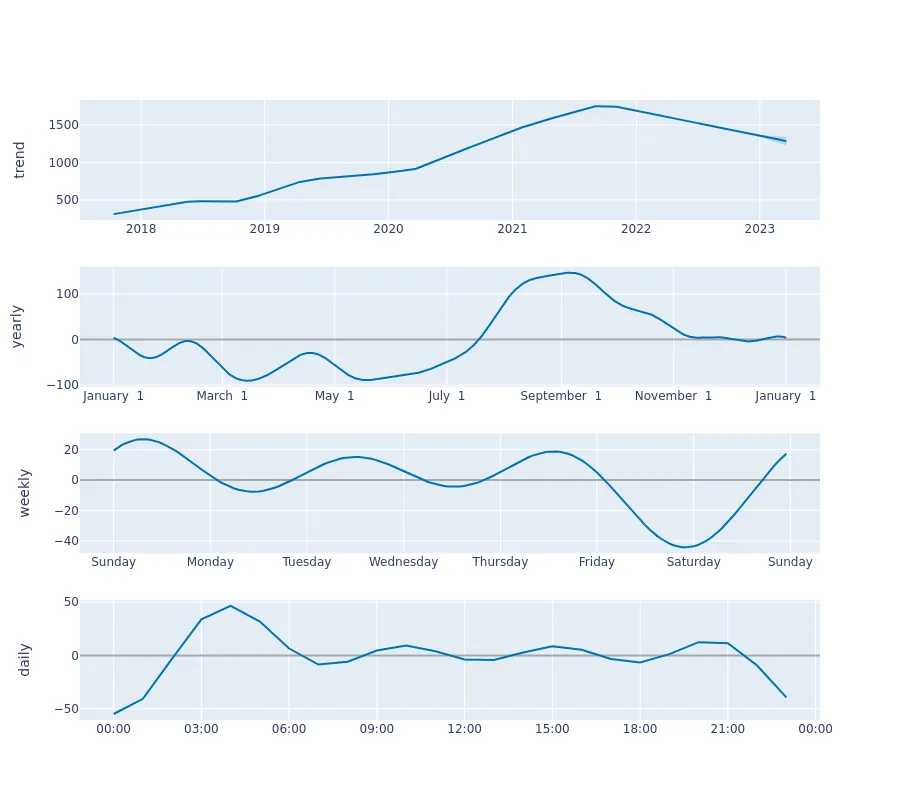 trend
1500
1000
500
2018 2019 2020 2021 2022 2023
yearly
100
0
−100
January 1 March 1 May 1 July 1 September 1 November 1 January 1
weekly
20
0
−20
−40
Sunday Monday Tuesday Wednesday Thursday Friday Saturday Sunday
daily
50
0
−50
00:00 03:00 06:00 09:00 12:00 15:00 18:00 21:00 00:00